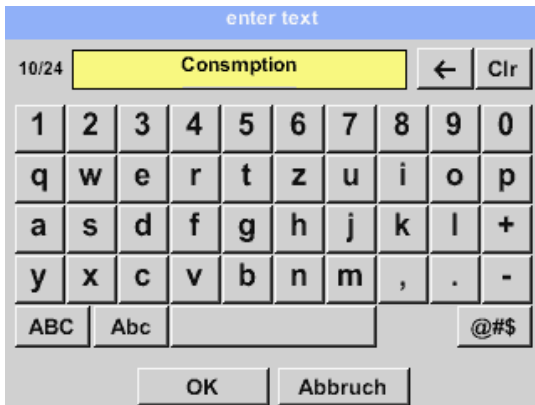 enter text
10/24 Consmption ← Clr
1 2 3 4 5 6 7 8 9 0
q w e r t z u i o p
a s d f g h j k l +
y x c v b n m , . -
ABC Abc @#$
OK Abbruch